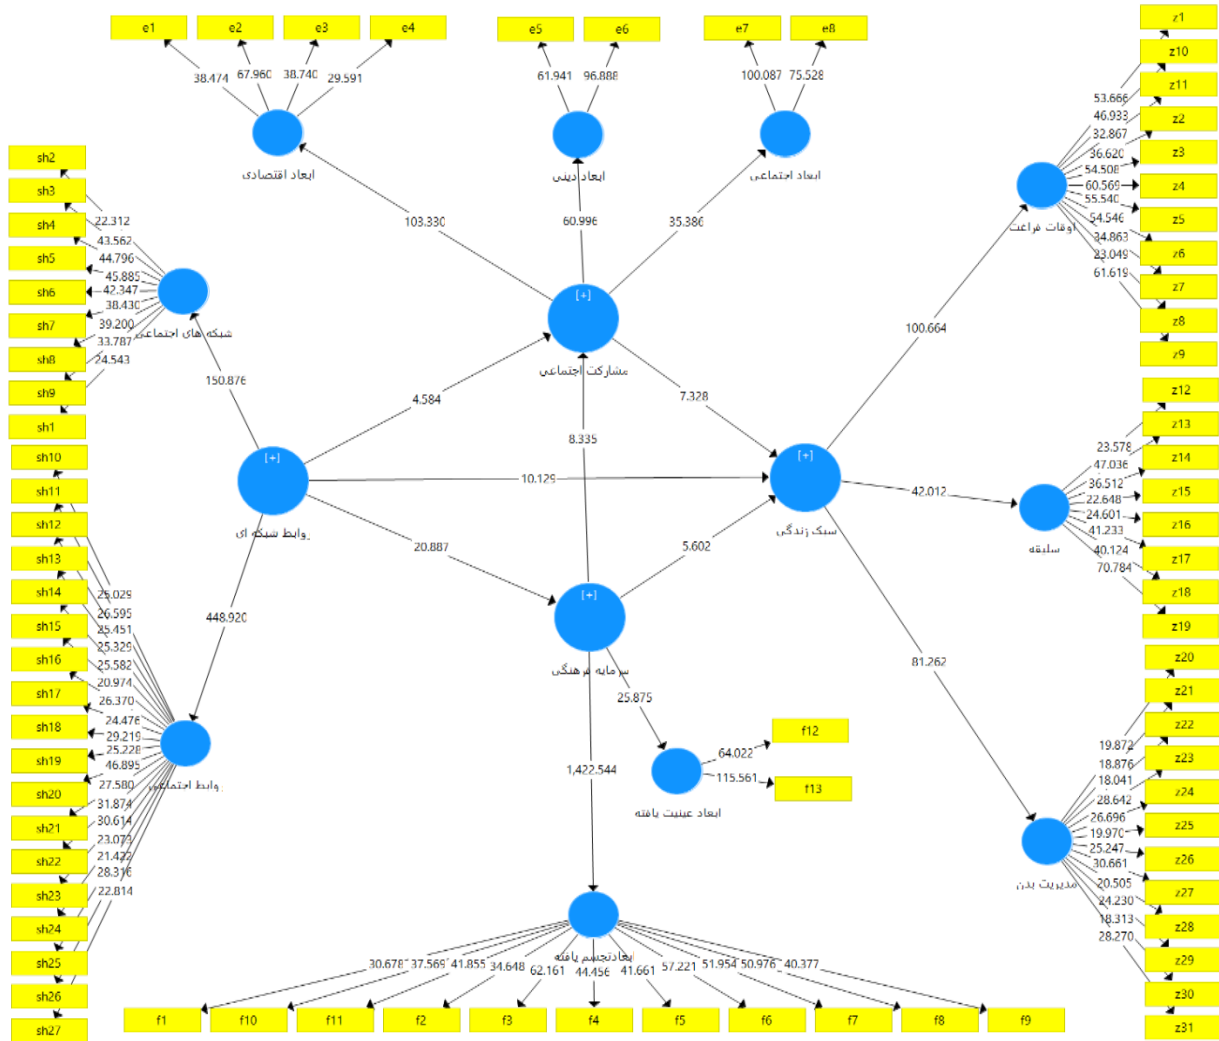 e1
e2
e3
e4
e5
e6
e7
e8
38.474
67.960
38.740
29.591
61.941
96.888
100.087
75.528
ابعاد اقتصادی
ابعاد دینی
ابعاد اجتماعی
103.330
60.996
35.386
[+]
مشارکت اجتماعی
sh2
sh3
sh4
sh5
sh6
sh7
sh8
sh9
sh1
22.312
43.562
44.796
45.885
42.347
38.430
39.200
33.787
24.543
شبکه های اجتماعی
150.876
4.584
8.335
7.328
[+]
روابط شبکه ای
10.129
[+]
سبک زندگی
20.887
5.602
448.920
[+]
سرمایه فرهنگی
sh10
sh11
sh12
sh13
sh14
sh15
sh16
sh17
sh18
sh19
sh20
sh21
sh22
sh23
sh24
sh25
sh26
sh27
25.029
26.595
25.451
25.329
25.582
20.974
26.370
24.476
29.219
25.228
46.895
27.580
31.874
30.614
23.073
21.422
28.316
22.814
روابط اجتماعی
25.875
1,422.544
64.022
115.561
f12
f13
ابعاد عینیت یافته
ابعادتجسم یافته
30.678
37.569
41.855
34.648
62.161
44.456
41.661
57.221
51.954
50.976
40.377
f1
f10
f11
f2
f3
f4
f5
f6
f7
f8
f9
100.664
42.012
81.262
z1
z10
z11
z2
z3
z4
z5
z6
z7
z8
z9
53.666
46.933
32.867
36.620
54.508
60.569
55.540
54.546
34.863
23.049
61.619
اوقات فراغت
z12
z13
z14
z15
z16
z17
z18
z19
23.578
47.036
36.512
22.648
24.601
41.233
40.124
70.784
سلیقه
z20
z21
z22
z23
z24
z25
z26
z27
z28
z29
z30
z31
19.872
18.876
18.041
28.642
26.696
19.970
25.247
30.661
20.505
24.230
18.313
28.270
مدیریت بدن